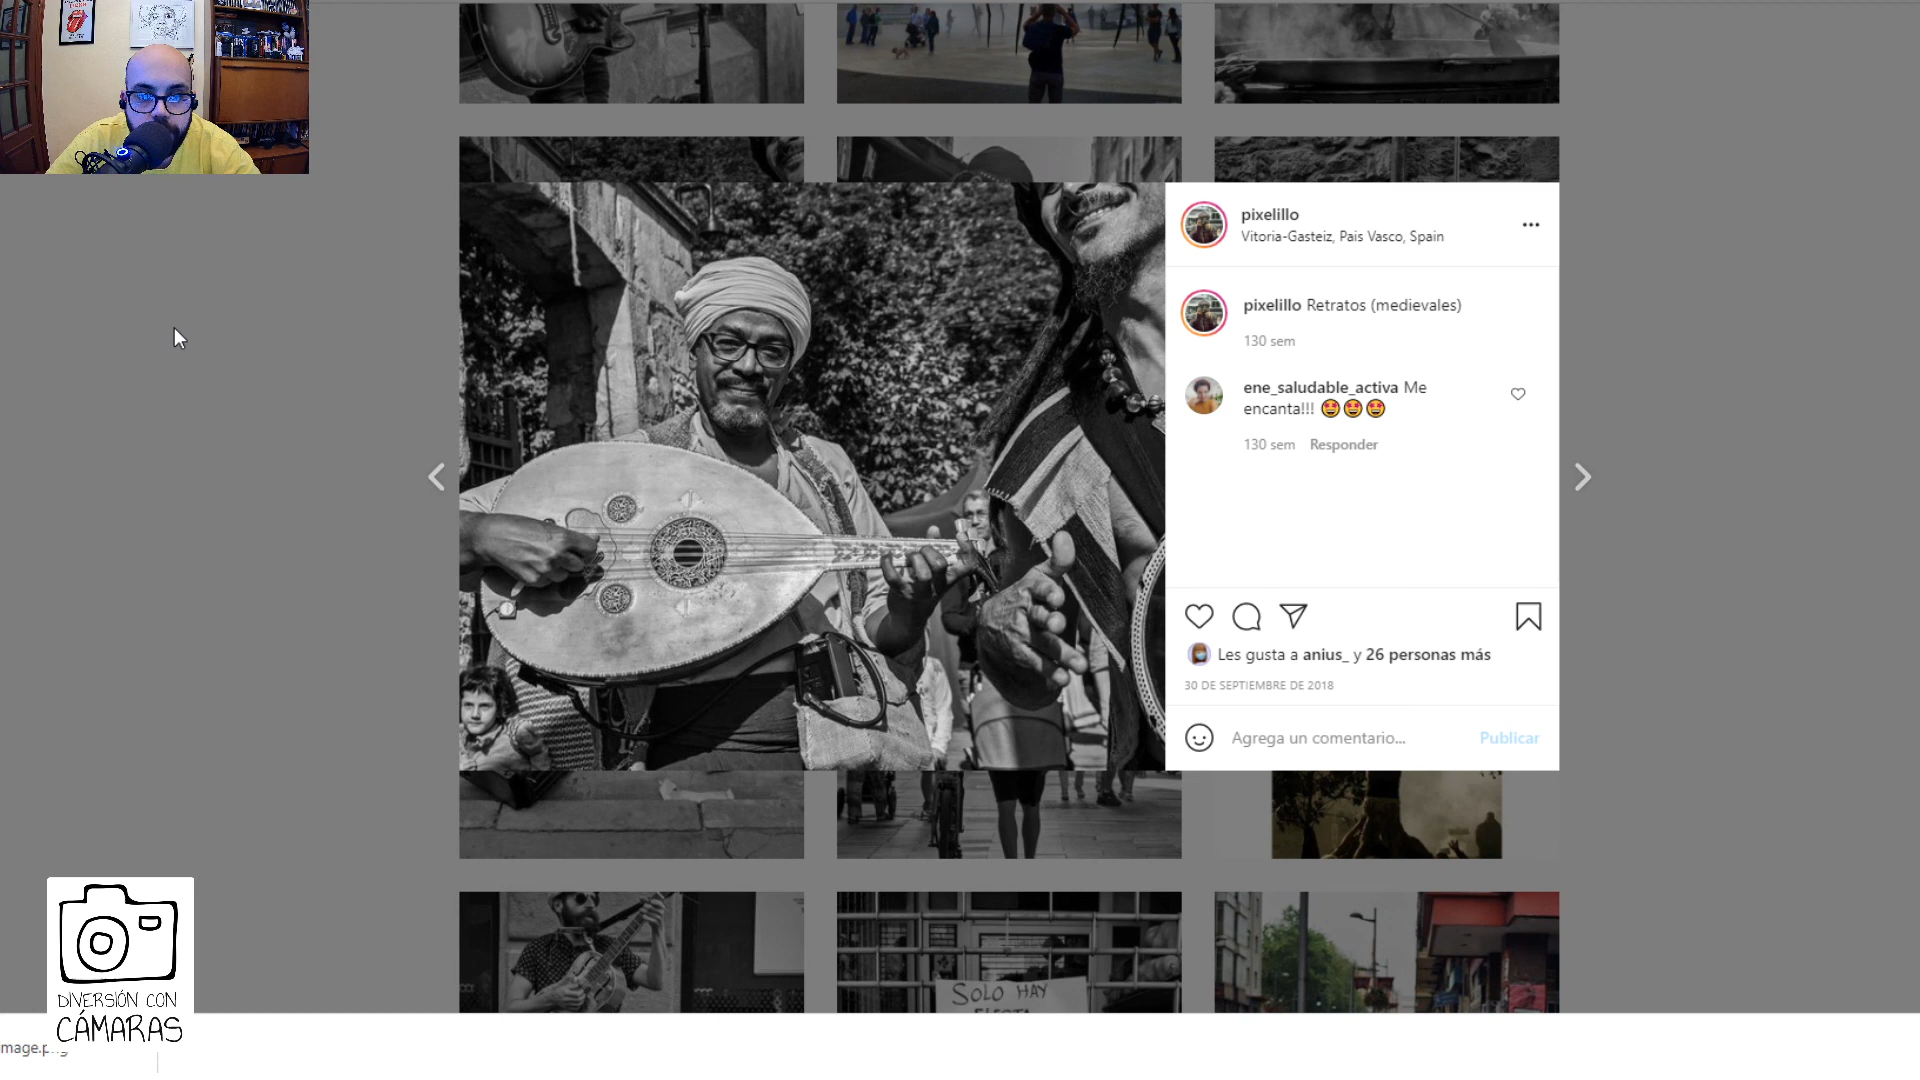 pixelillo
Vitoria-Gasteiz, Pais Vasco, Spain
pixelillo Retratos (medievales)
130 sem
ene_saludable_activa Me
encanta!!!
130 sem Responder
Les gusta a anius_ y 26 personas más
30 DE SEPTIEMBRE DE 2018
Agrega un comentario...
Publicar
SOLO HAY
DIVERSIÓN CON
CÁMARAS